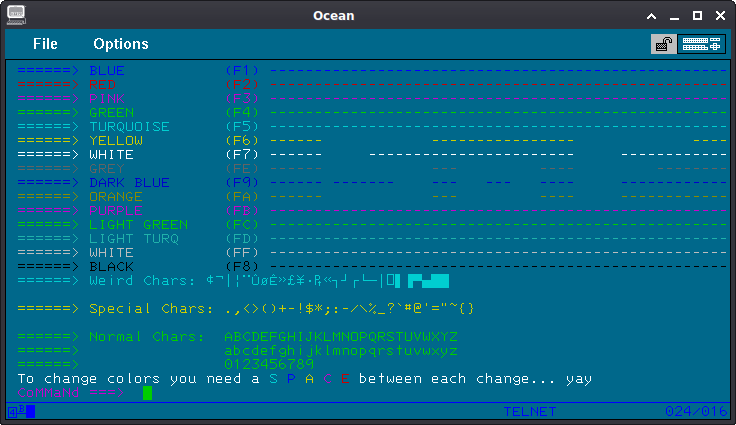 Ocean
File Options
======> BLUE (F1) -----------------------------------------------------------
======> RED (F2) -----------------------------------------------------------
======> PIN (F3) -----------------------------------------------------------
======> GREEN (F4) -----------------------------------------------------------
======> TURQUOISE (F5) -----------------------------------------------------------
======> YELLOW (F6) ------ ------------------ ----
======> WHITE (F7) ------ ---------------- --------------
======> GREY (FE) ------ --- ---- --------------
======> DARK BLUE (F9) ------ -------- --- --- ---- --------------
======> ORANGE (FA) ------ -------- --- ---- --------------
======> PURPLE (FB) -----------------------------------------------------------
======> LIGHT GREEN (FC) -----------------------------------------------------------
======> LIGHT TURQ (FD) -----------------------------------------------------------
======> WHITE (FF) -----------------------------------------------------------
======> BLACK (F8) -----------------------------------------------------------
======> Weird Chars:
======> Special Chars: .,<>()+-!$*;:-/\%_?`#@'="~{}
======> Normal Chars: ABCDEFGHIJKLMNOPQRSTUVWXYZ
======> abcdefghijklmnopqrstuvwxyz
======> 0123456789
To change colors you need a S P A C E between each change... yay
CoMmand ===>
4 B TELNET 024/016